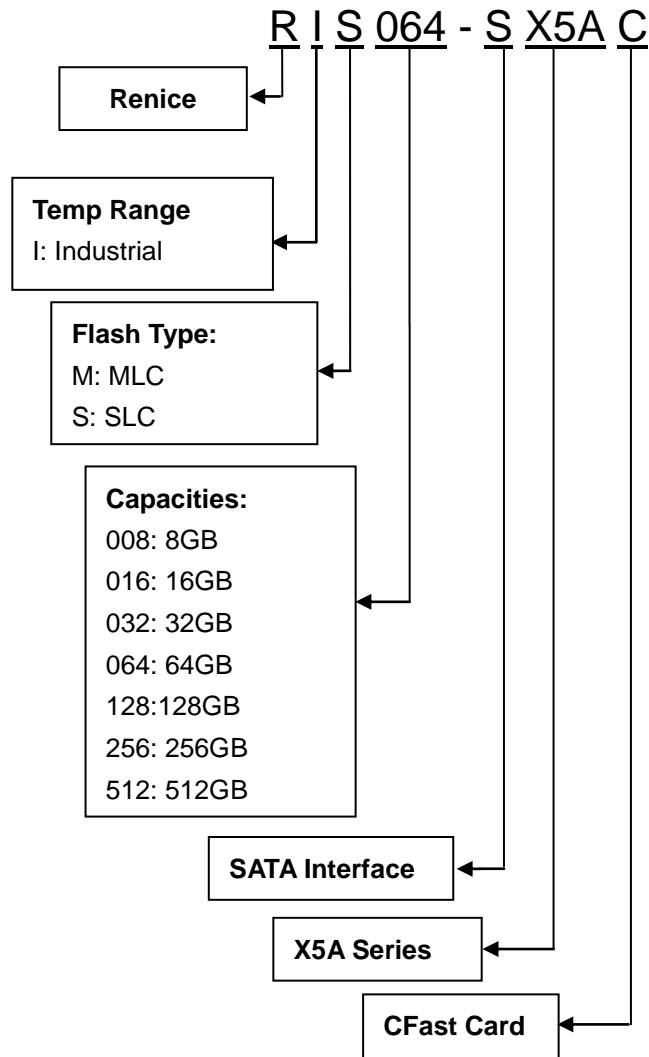 R I S 064 - S X5A C
Renice
Temp Range
I: Industrial
Flash Type:
M: MLC
S: SLC
Capacities:
008: 8GB
016: 16GB
032: 32GB
064: 64GB
128:128GB
256: 256GB
512: 512GB
SATA Interface
X5A Series
CFast Card